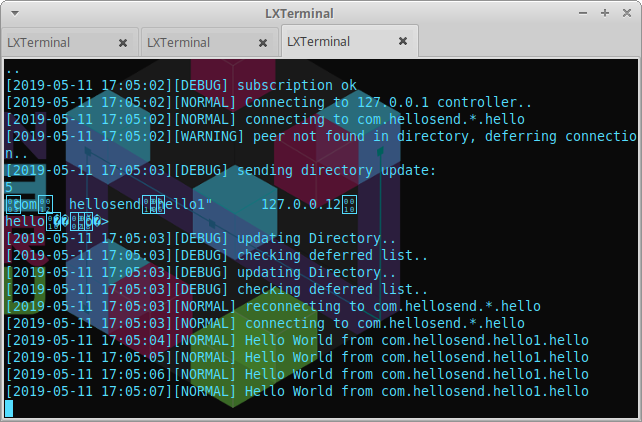 LXTerminal
LXTerminal LXTerminal LXTerminal
..
[2019-05-11 17:05:02][DEBUG] subscription ok
[2019-05-11 17:05:02][NORMAL] Connecting to 127.0.0.1 controller..
[2019-05-11 17:05:02][NORMAL] connecting to com.hellosend.*.hello
[2019-05-11 17:05:02][WARNING] peer not found in directory, deferring connectio
n..
[2019-05-11 17:05:03][DEBUG] sending directory update:
5
com hellosend hello1" 127.0.0.12
hello >
[2019-05-11 17:05:03][DEBUG] updating Directory..
[2019-05-11 17:05:03][DEBUG] checking deferred list..
[2019-05-11 17:05:03][DEBUG] updating Directory..
[2019-05-11 17:05:03][DEBUG] checking deferred list..
[2019-05-11 17:05:03][NORMAL] reconnecting to com.hellosend.*.hello
[2019-05-11 17:05:03][NORMAL] connecting to com.hellosend.*.hello
[2019-05-11 17:05:04][NORMAL] Hello World from com.hellosend.hello1.hello
[2019-05-11 17:05:05][NORMAL] Hello World from com.hellosend.hello1.hello
[2019-05-11 17:05:06][NORMAL] Hello World from com.hellosend.hello1.hello
[2019-05-11 17:05:07][NORMAL] Hello World from com.hellosend.hello1.hello